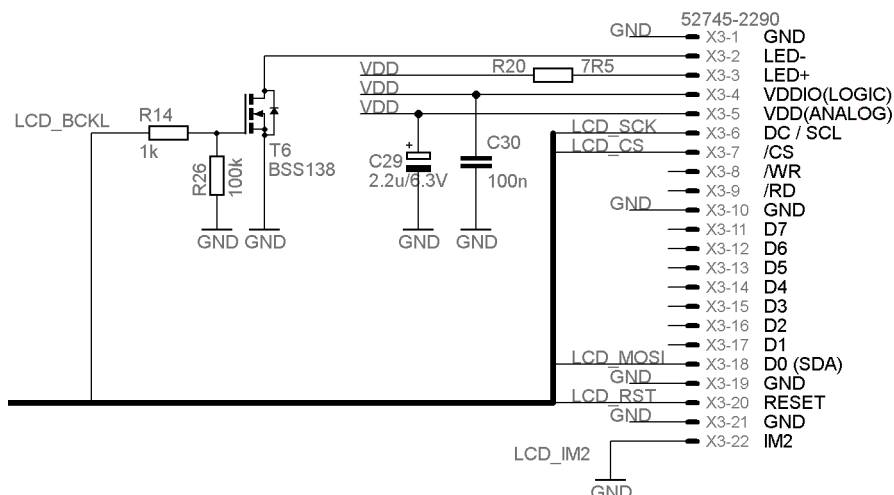 52745-2290
GND X3-1 GND
X3-2 LED-
VDD R20 7R5 X3-3 LED+
VDD X3-4 VDDIO(LOGIC)
VDD X3-5 VDD(ANALOG)
LCD_BCKL R14 LCD_SCK X3-6 DC / SCL
1k T6 + C30 LCD_CS X3-7 /CS
R26 100k BSS138 C29 X3-8 /WR
2.2u/6.3V 100n X3-9 /RD
GND X3-10 GND
X3-11 D7
GND GND GND GND X3-12 D6
X3-13 D5
X3-14 D4
X3-15 D3
X3-16 D2
X3-17 D1
LCD_MOSI X3-18 D0 (SDA)
GND X3-19 GND
LCD_RST X3-20 RESET
GND X3-21 GND
LCD_IM2 X3-22 IM2
GND